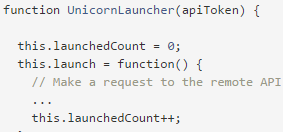 function UnicornLauncher(apiToken) {
this.launchedCount = 0;
this.launch = function() {
// Make a request to the remote API
...
this.launchedCount++;